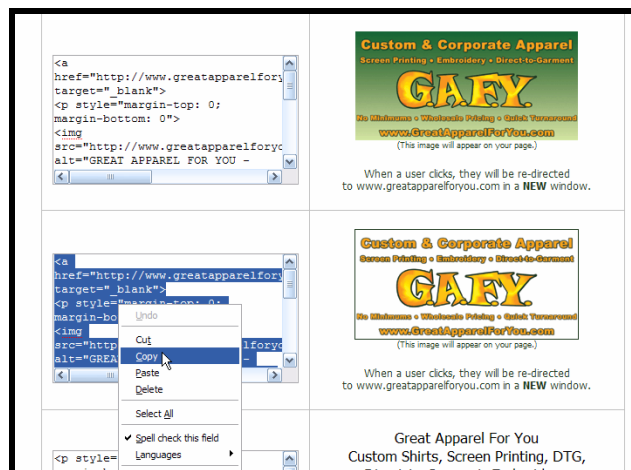 <a
href="http://www.greatapparelfory
target="_blank">
<p style="margin-top: 0;
margin-bottom: 0">
<img
src="http://www.greatapparelforyo
alt="GREAT APPAREL FOR YOU -
Custom & Corporate Apparel
Screen Printing • Embroidery • Direct-to-Garment
G.A.F.Y.
No Minimums • Wholesale Pricing • Quick Turnaround
www.GreatApparelForYou.com
(This image will appear on your page.)
When a user clicks, they will be re-directed
to www.greatapparelforyou.com in a NEW window.
<a
href="http://www.greatapparelfory
target="_blank">
<p style="margin-top: 0;
margin-bo
<img
src="http
lforyo
alt="GREA
-
Undo
Cut
Copy
Paste
Delete
Select All
Spell check this field
Languages
Custom & Corporate Apparel
Screen Printing • Embroidery • Direct-to-Garment
G.A.F.Y.
No Minimums • Wholesale Pricing • Quick Turnaround
www.GreatApparelForYou.com
(This image will appear on your page.)
When a user clicks, they will be re-directed
to www.greatapparelforyou.com in a NEW window.
<p style=
Great Apparel For You
Custom Shirts, Screen Printing, DTG,